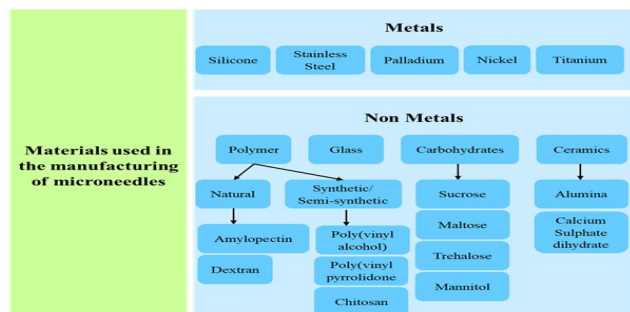 Metals
Silicone
Stainless
Steel
Palladium
Nickel
Titanium
Materials used in
the manufacturing
of microneedles
Non Metals
Polymer
Glass
Carbohydrates
Ceramics
Natural
Synthetic/
Semi-synthetic
Sucrose
Alumina
Amylopectin
Poly(vinyl
alcohol)
Maltose
Calcium
Sulphate
dihydrate
Dextran
Poly(vinyl
pyrrolidone
Trehalose
Chitosan
Mannitol